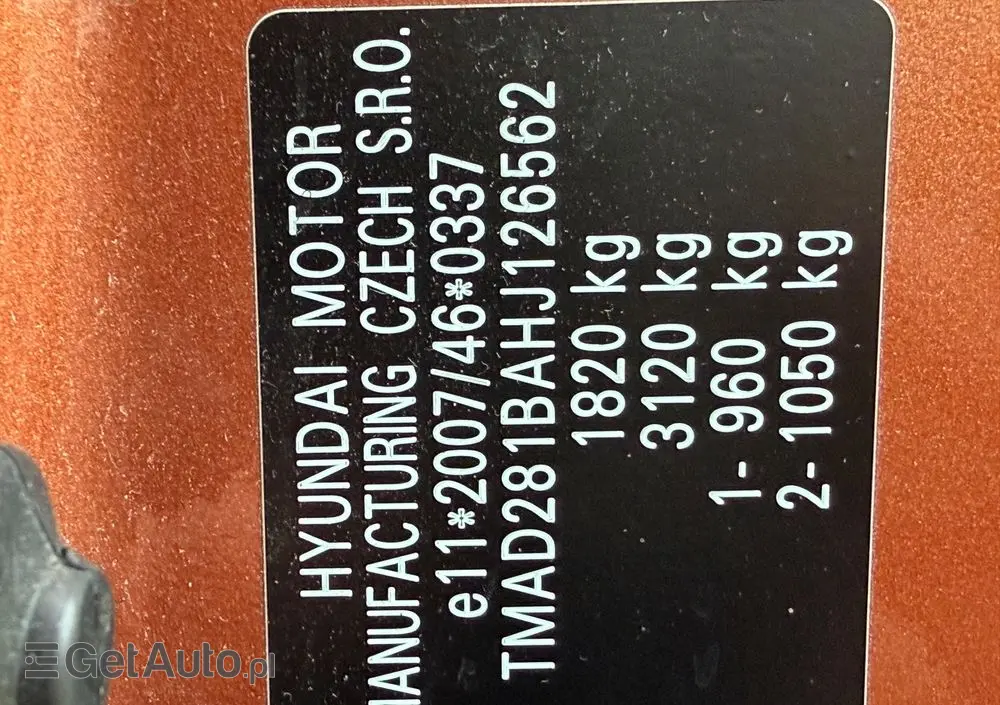 HYUNDAI MOTOR
MANUFACTURING CZECH S.R.O.
e11*2007/46*0337
TMAD281BAHJ126562
1820 kg
3120 kg
1- 960 kg
2- 1050 kg
GetAuto.pl